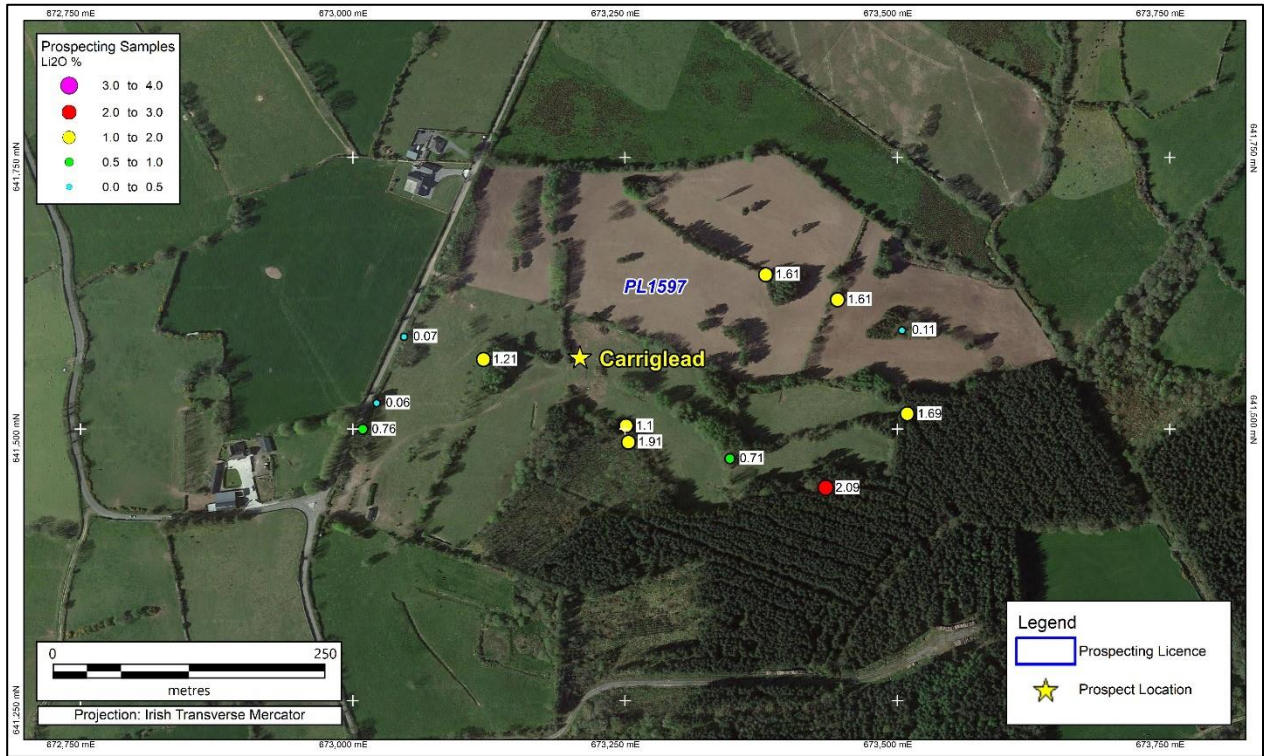 672,750 mE
673,000 mE
673,250 mE
673,500 mE
673,750 mE
Prospecting Samples
Li2O %
3.0 to 4.0
2.0 to 3.0
1.0 to 2.0
0.5 to 1.0
0.0 to 0.5
641,750 mN
641,750 mN
1.61
PL1597
1.61
0.11
0.07
1.21
Carriglead
0.06
1.69
0.76
1.1
641,500 mN
641,500 mN
1.91
0.71
2.09
0
250
metres
Projection: Irish Transverse Mercator
Legend
Prospecting Licence
Prospect Location
641,250 mN
641,250 mN
672,750 mE
673,000 mE
673,250 mE
673,500 mE
673,750 mE